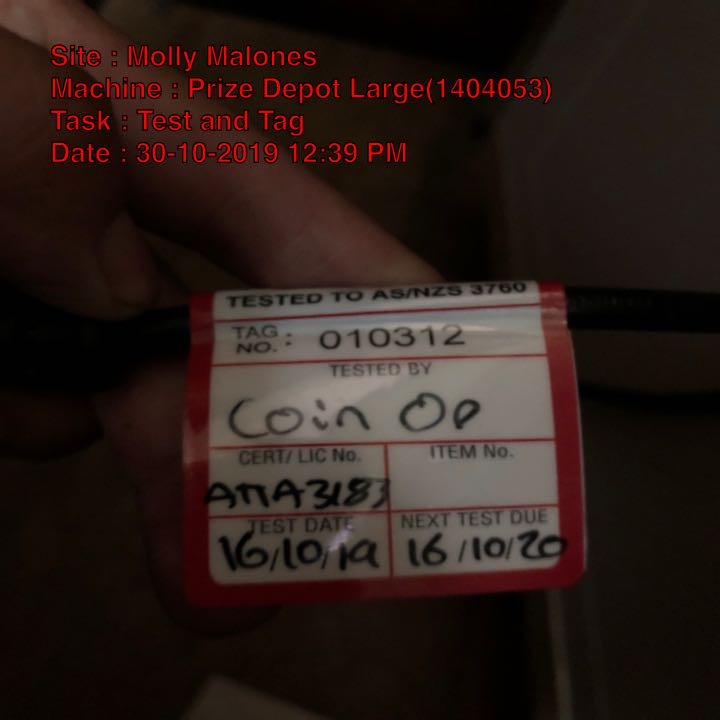 Site : Molly Malones
Machine : Prize Depot Large(1404053)
Task : Test and Tag
Date : 30-10-2019 12:39 PM
TESTED TO AS/NZS 3760
TAG NO. : 010312
TESTED BY
Coin Op
CERT/ LIC No.
ITEM No.
AMA3183
TEST DATE
NEXT TEST DUE
16/10/19
16/10/20